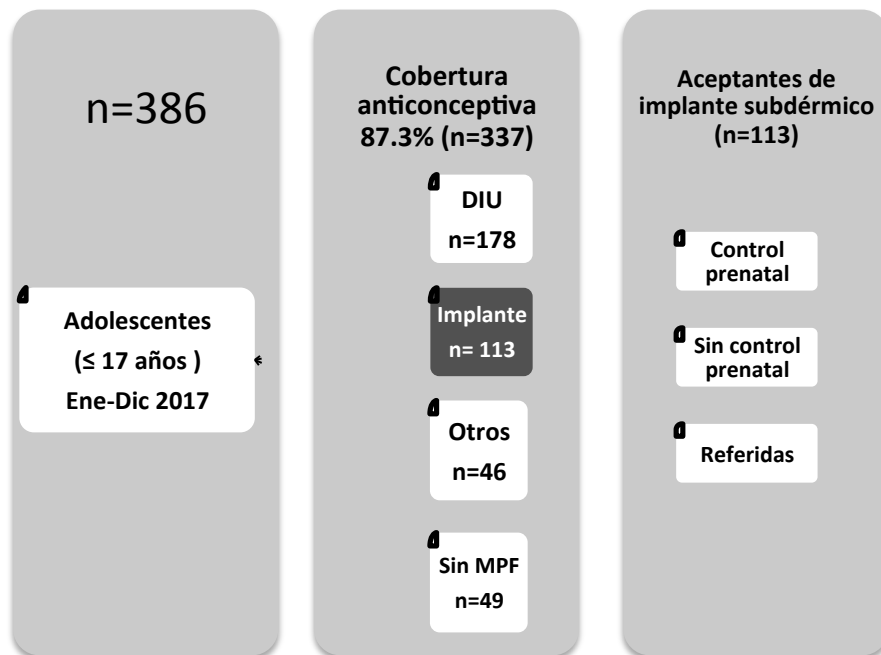 n=386
Adolescentes
(≤ 17 años )
Ene-Dic 2017
Cobertura
anticonceptiva
87.3% (n=337)
DIU
n=178
Implante
n= 113
Otros
n=46
Sin MPF
n=49
Aceptantes de
implante subdérmico
(n=113)
Control
prenatal
Sin control
prenatal
Referidas